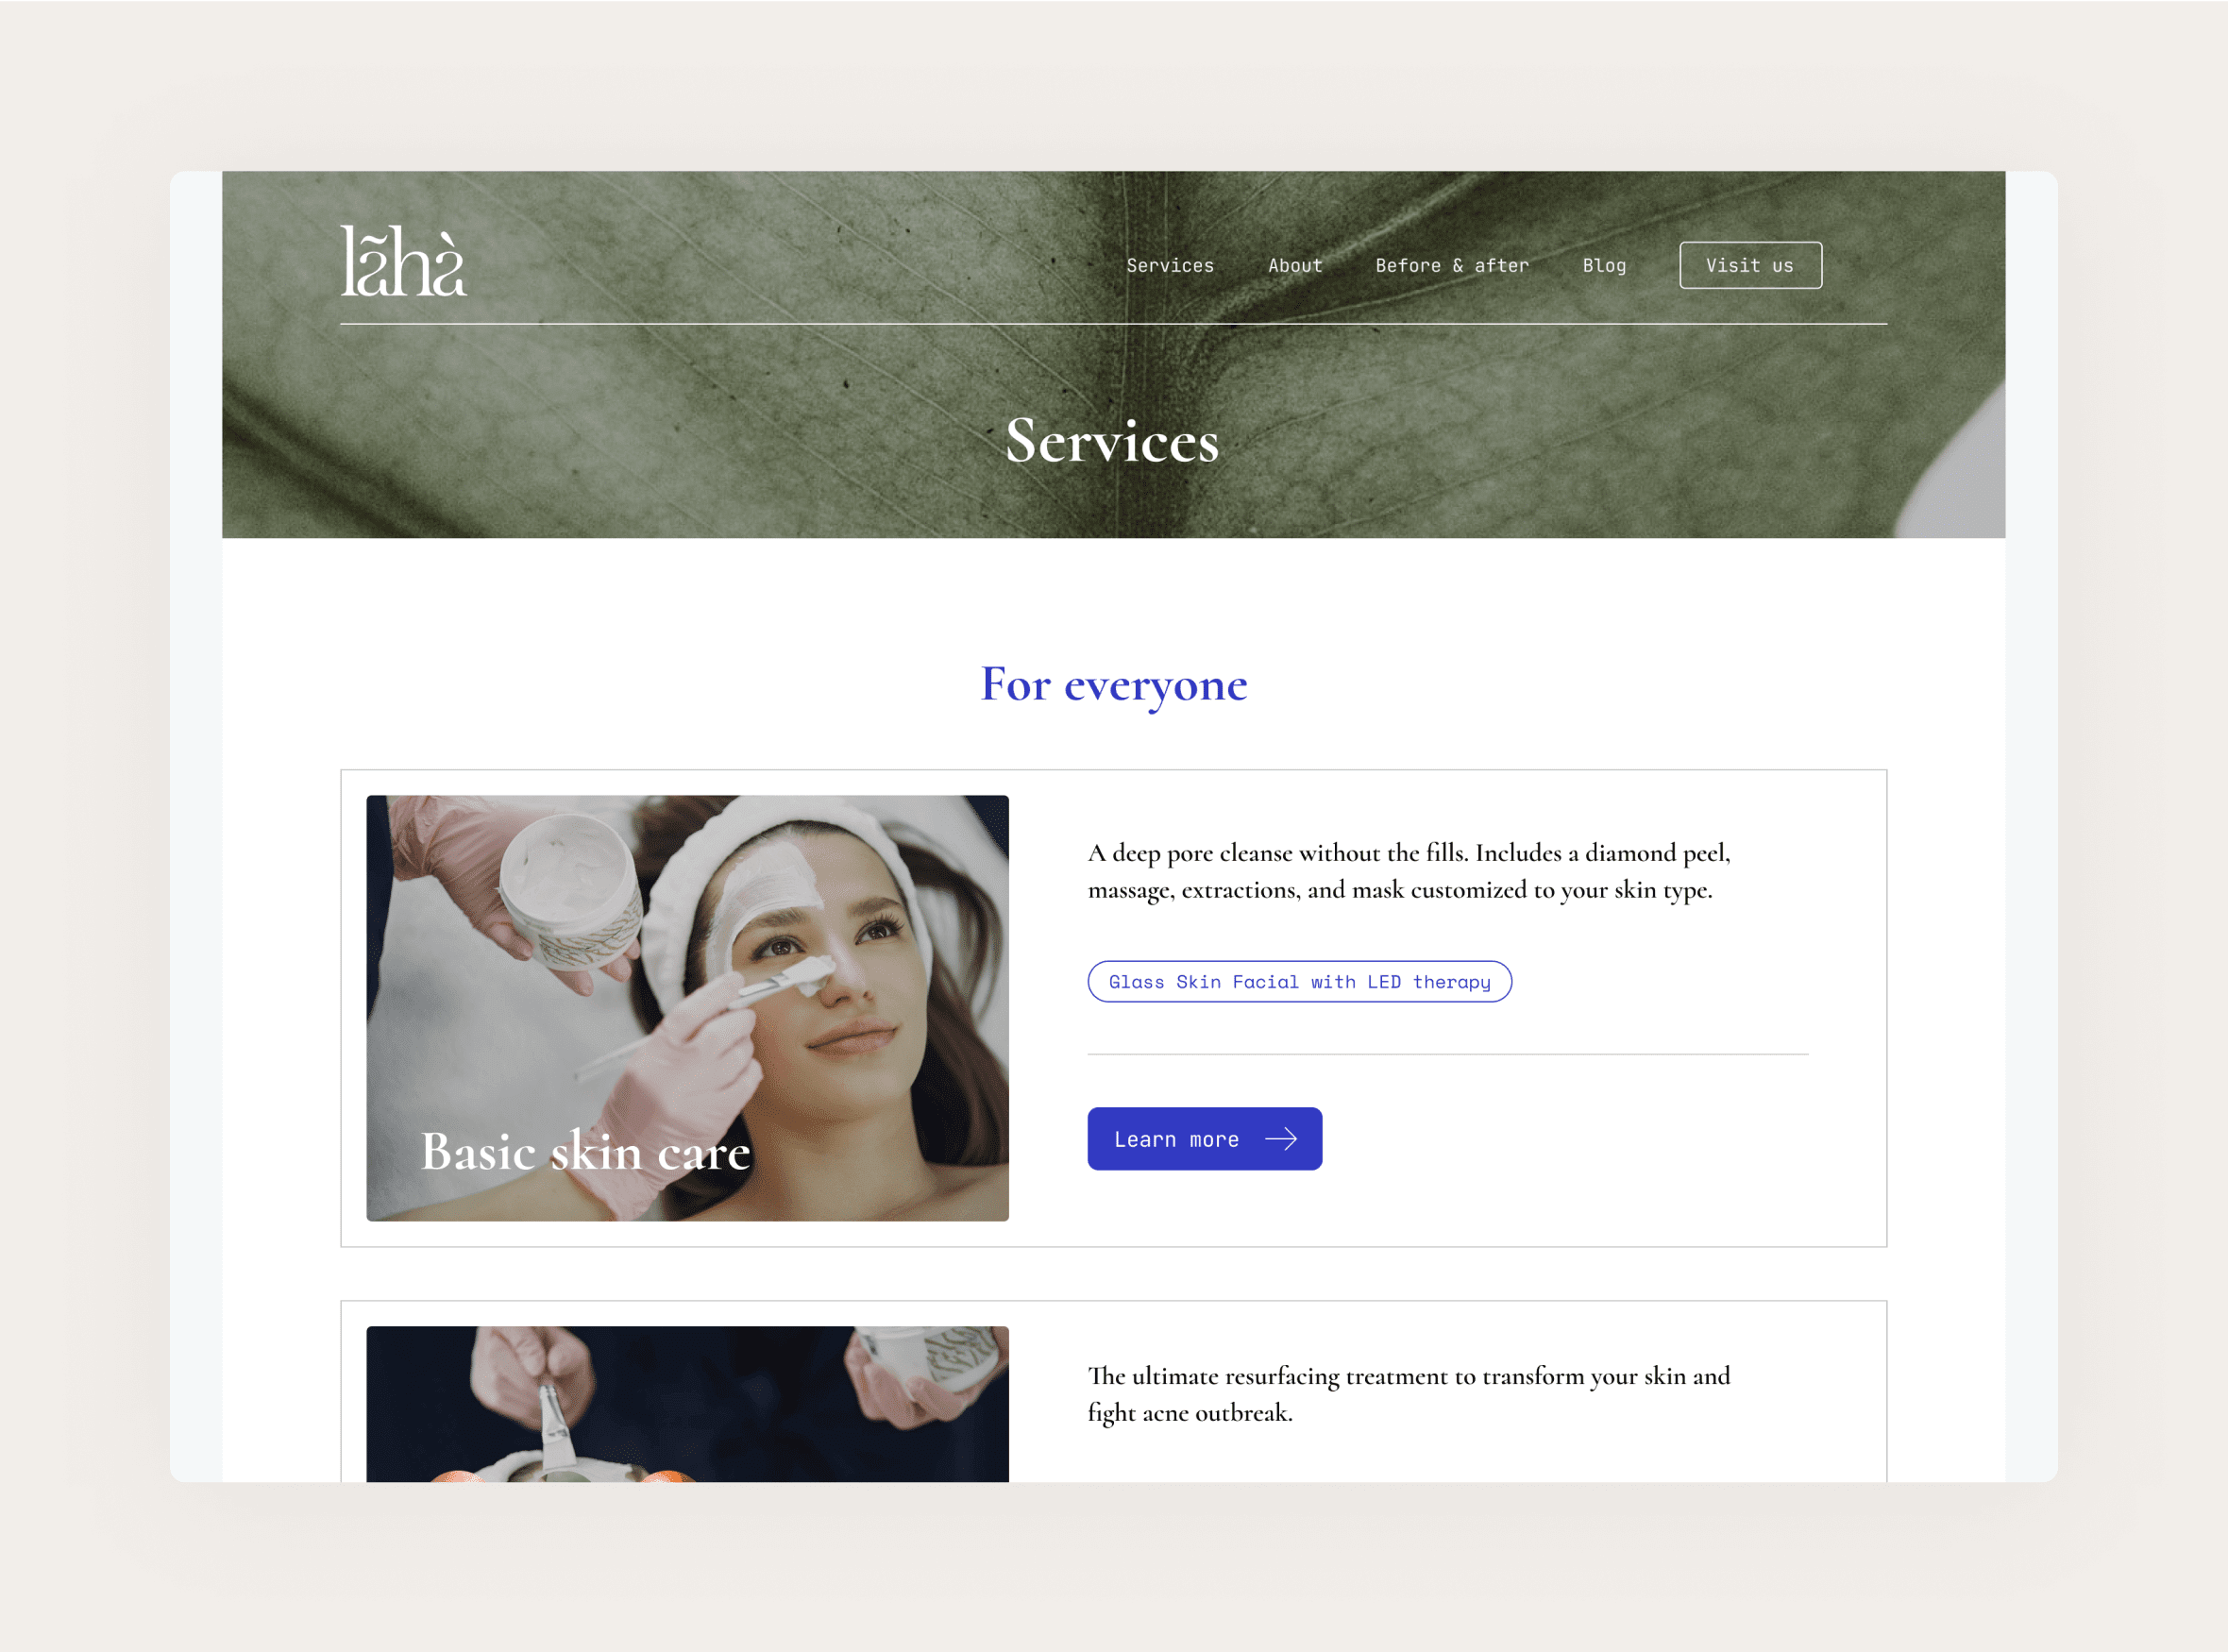 lãhà
Services
About
Before & after
Blog
Visit us
Services
For everyone
Basic skin care
A deep pore cleanse without the fills. Includes a diamond peel,
massage, extractions, and mask customized to your skin type.
Glass Skin Facial with LED therapy
Learn more
The ultimate resurfacing treatment to transform your skin and
fight acne outbreak.